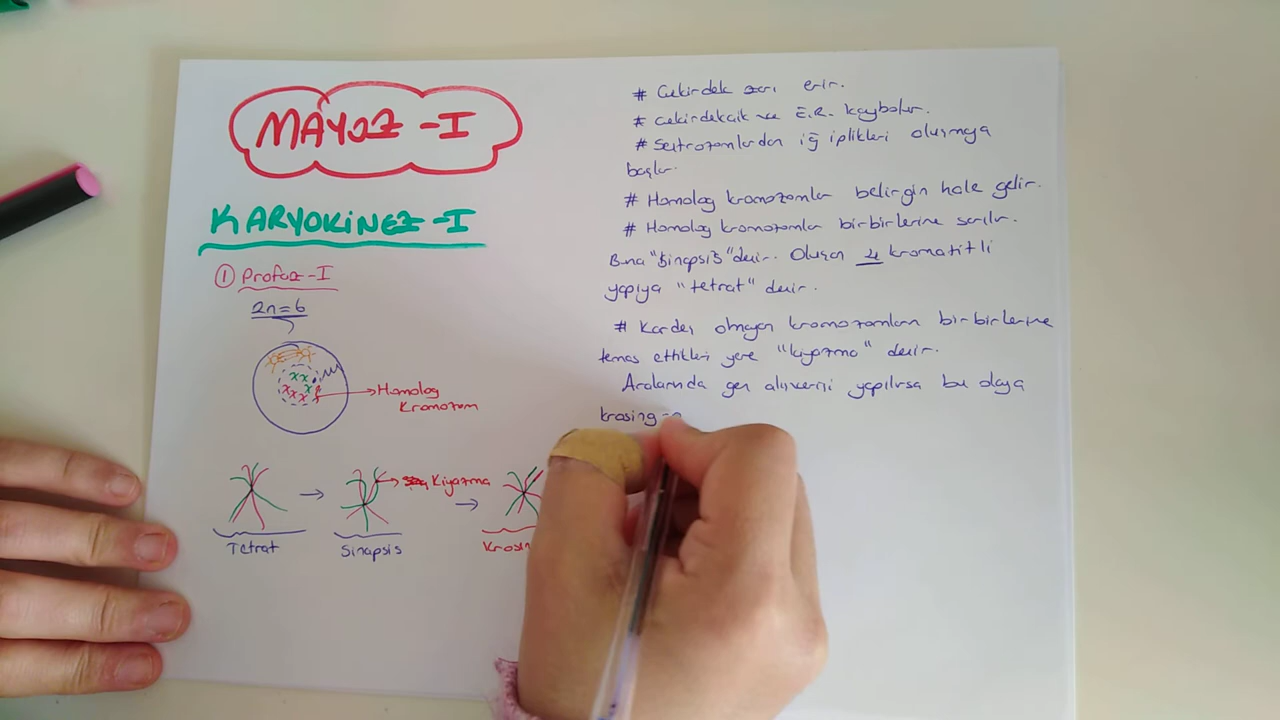 MAYOZ-I
KARYOKİNEZ-I
① Profaz-I
2n=6
Homolog
Kromozom
Kiyazma
Tetrat
Sinapsis
# Çekirdek zarı erir.
# çekirdekcik ve E.R. kaybolur.
# Sentrozomlardan iğ iplikleri oluşmaya
başlar.
# Homolog kromozomlar belirgin hale gelir.
# Homolog kromozomlar birbirlerine sarılır.
Buna "Sinapsis" denir. Oluşan 4 kromatitli
yapıya "tetrat" denir.
# Kardeş olmayan kromozomların birbirlerine
temas ettikleri yere "kiyazma" denir.
Aralarında gen alışverişi yapılırsa bu olaya
krosing-o